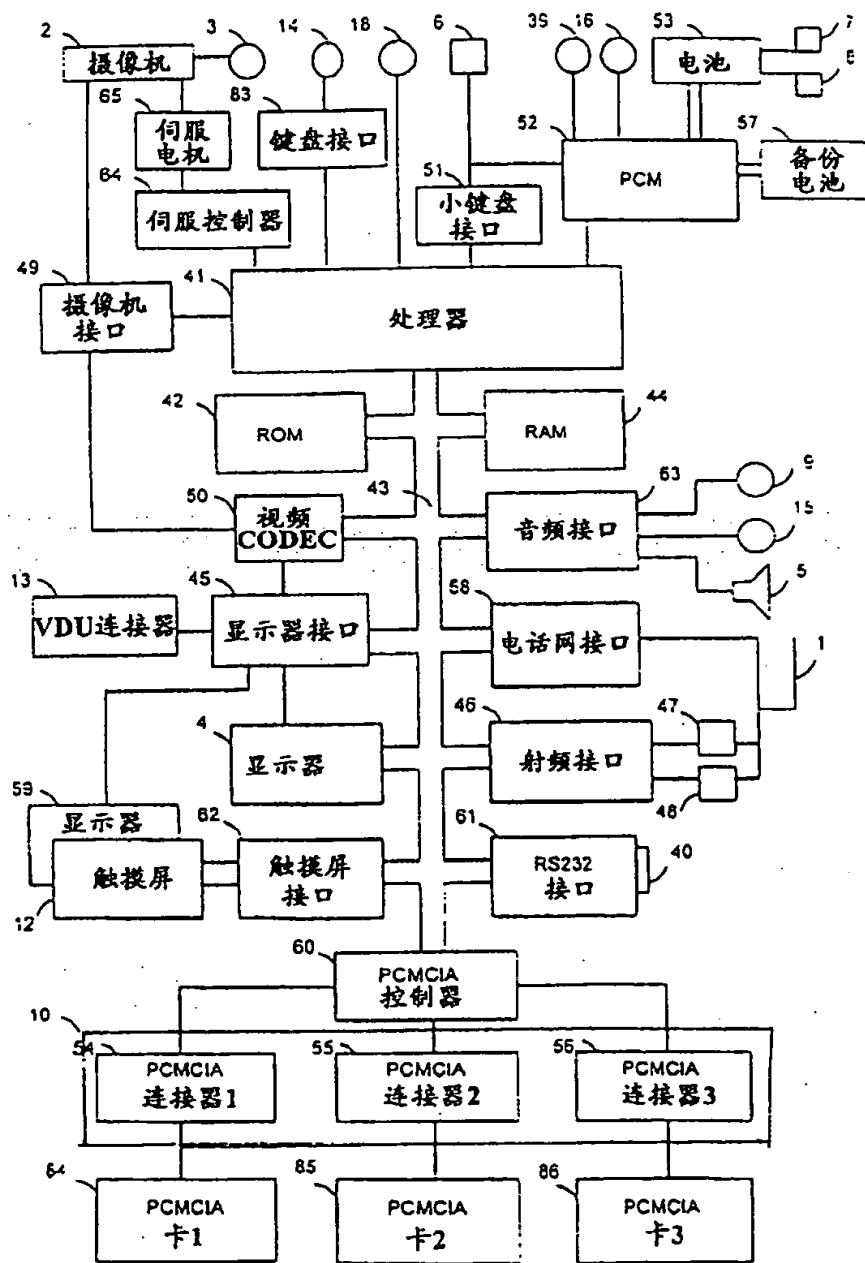 2
3
14
18
6
39
16
53
7
8
摄像机
电池
65
83
52
57
伺服
电机
键盘接口
PCM
备份
电池
64
51
伺服控制器
小键盘
接口
49
41
摄像机
接口
处理器
42
44
ROM
RAM
43
50
63
9
视频
CODEC
音频接口
15
13
45
58
5
VDU连接器
显示器接口
电话网接口
1
4
46
47
显示器
射频接口
59
62
48
显示器
61
触摸屏
触摸屏
接口
RS232
接口
40
12
60
PCMCIA
控制器
10
54
55
56
PCMCIA
连接器1
PCMCIA
连接器2
PCMCIA
连接器3
85
86
PCMCIA
卡1
PCMCIA
卡2
PCMCIA
卡3